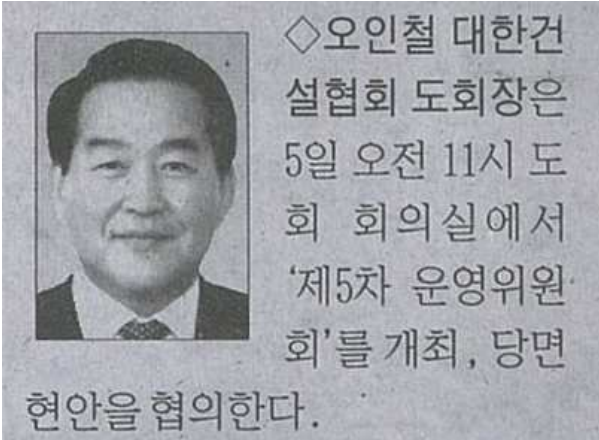 ◇오인철 대한건
설협회 도회장은
5일 오전 11시 도
회 회의실에서
‘제5차 운영위원
회’를 개최, 당면
현안을 협의한다.